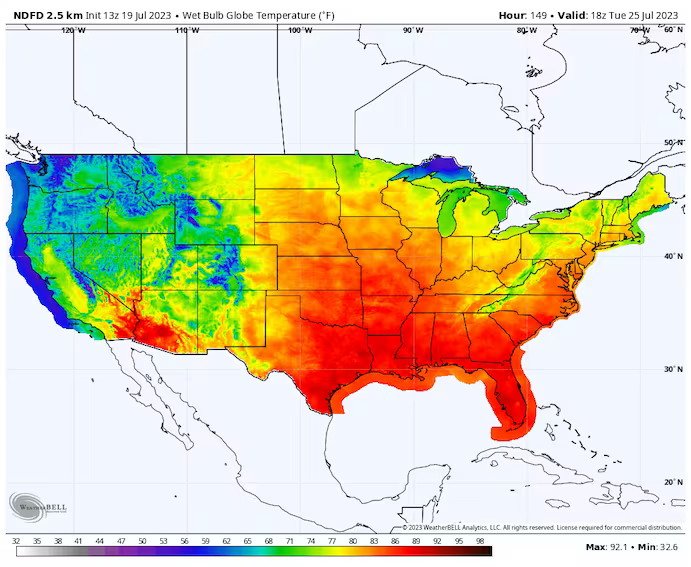 NDFD 2.5 km Init 13z 19 Jul 2023 • Wet Bulb Globe Temperature (°F)
Hour: 149 • Valid: 18z Tue 25 Jul 2023
120°W 110°W 100°W 90°W 80°W 70°W 60°N
50°N
40°N
30°N
20°N
WEATHERBELL
© 2023 WeatherBELL Analytics, LLC. All rights reserved. License required for commercial distribution.
32 35 38 41 44 47 50 53 56 59 62 65 68 71 74 77 80 83 86 89 92 95 98
Max: 92.1 • Min: 32.6